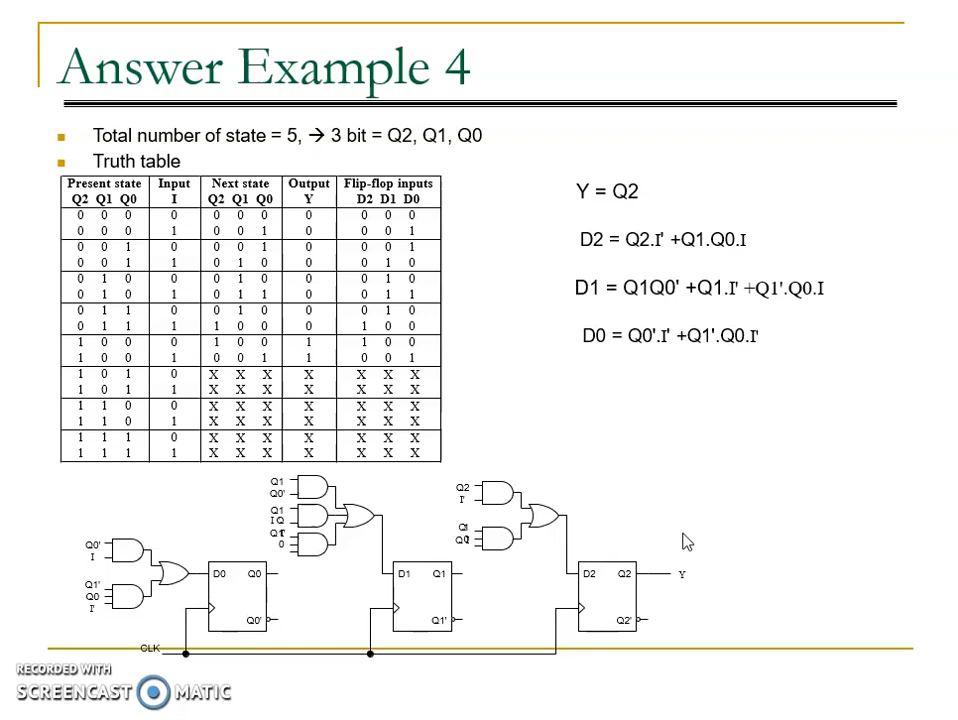 Answer Example 4
Total number of state = 5, → 3 bit = Q2, Q1, Q0
Truth table
Present state Input Next state Output Flip-flop inputs
Q2 Q1 Q0 I Q2 Q1 Q0 Y D2 D1 D0
0 0 0 0 0 0 0 0 0 0 0
0 0 0 1 0 0 1 0 0 0 1
0 0 1 0 0 0 1 0 0 0 1
0 0 1 1 0 1 0 0 0 1 0
0 1 0 0 0 1 0 0 0 1 0
0 1 0 1 0 1 1 0 0 1 1
0 1 1 0 0 1 0 0 0 1 0
0 1 1 1 1 0 0 0 1 0 0
1 0 0 0 1 0 0 1 1 0 0
1 0 0 1 0 0 1 1 0 0 1
1 0 1 0 X X X X X X X
1 0 1 1 X X X X X X X
1 1 0 0 X X X X X X X
1 1 0 1 X X X X X X X
1 1 1 0 X X X X X X X
1 1 1 1 X X X X X X X
Y = Q2
D2 = Q2.I' +Q1.Q0.I
D1 = Q1Q0' +Q1.I' +Q1'.Q0.I
D0 = Q0'.I' +Q1'.Q0.I'
Q1
Q0'
Q1
Q2
I'
Q0'
I
Q1'
Q0
I'
D0 Q0
Q0'
D1 Q1
Q1'
D2 Q2
Q2'
Y
CLK
RECORDED WITH
SCREENCAST MATIC